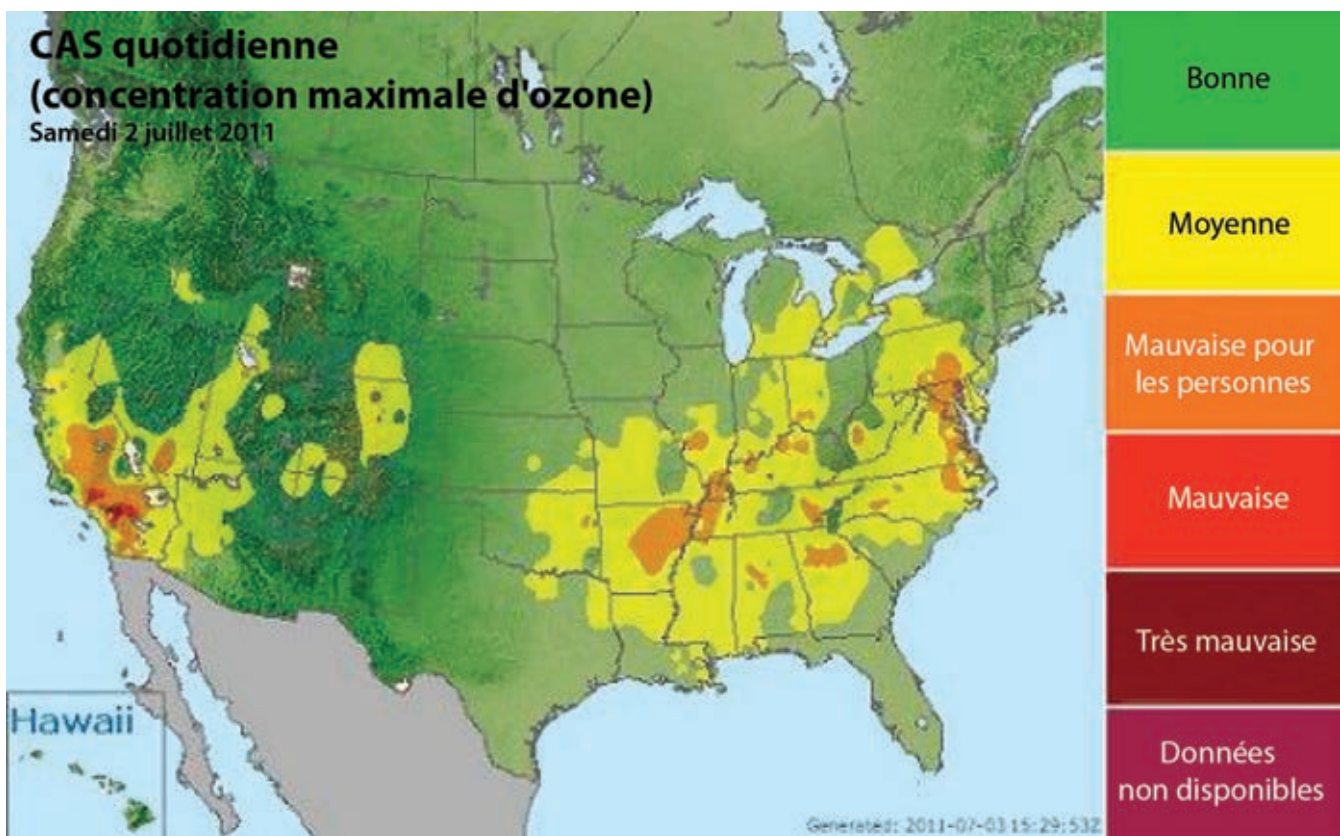 CAS quotidienne
(concentration maximale d'ozone)
Samedi 2 juillet 2011
Bonne
Moyenne
Mauvaise pour
les personnes
Mauvaise
Très mauvaise
Données
non disponibles
Hawaii
Generated: 2011-07-03 15:29:53Z